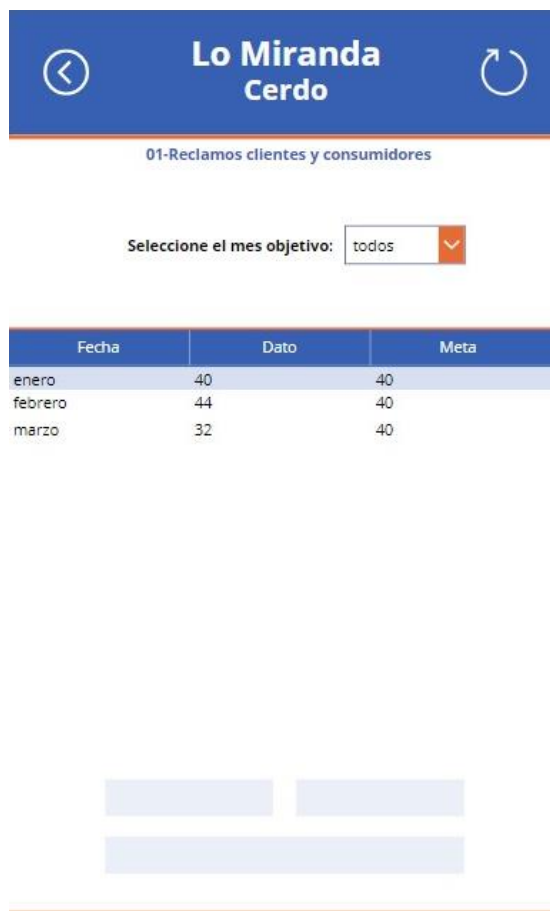 Lo Miranda
Cerdo
01-Reclamos clientes y consumidores
Seleccione el mes objetivo: todos
Fecha Dato Meta
enero 40 40
febrero 44 40
marzo 32 40